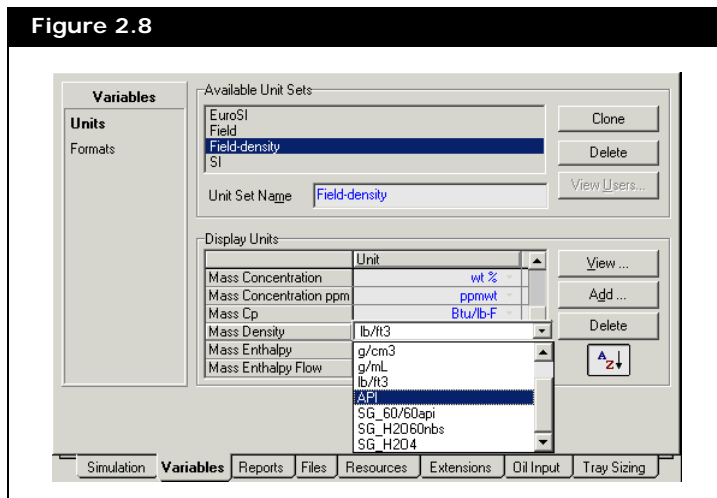 Figure 2.8
Variables
Units
Formats
Available Unit Sets
EuroSI
Field
Field-density
SI
Unit Set Name Field-density
Clone
Delete
View Users...
Display Units
Unit
Mass Concentration wt %
Mass Concentration ppm ppmwt
Mass Cp Btu/lb-F
Mass Density lb/ft3
Mass Enthalpy
Mass Enthalpy Flow
g/cm3
g/mL
lb/ft3
API
SG_60/60api
SG_H2O60nbs
SG_H2O4
View ...
Add ...
Delete
AZ
Simulation Variables Reports Files Resources Extensions Oil Input Tray Sizing